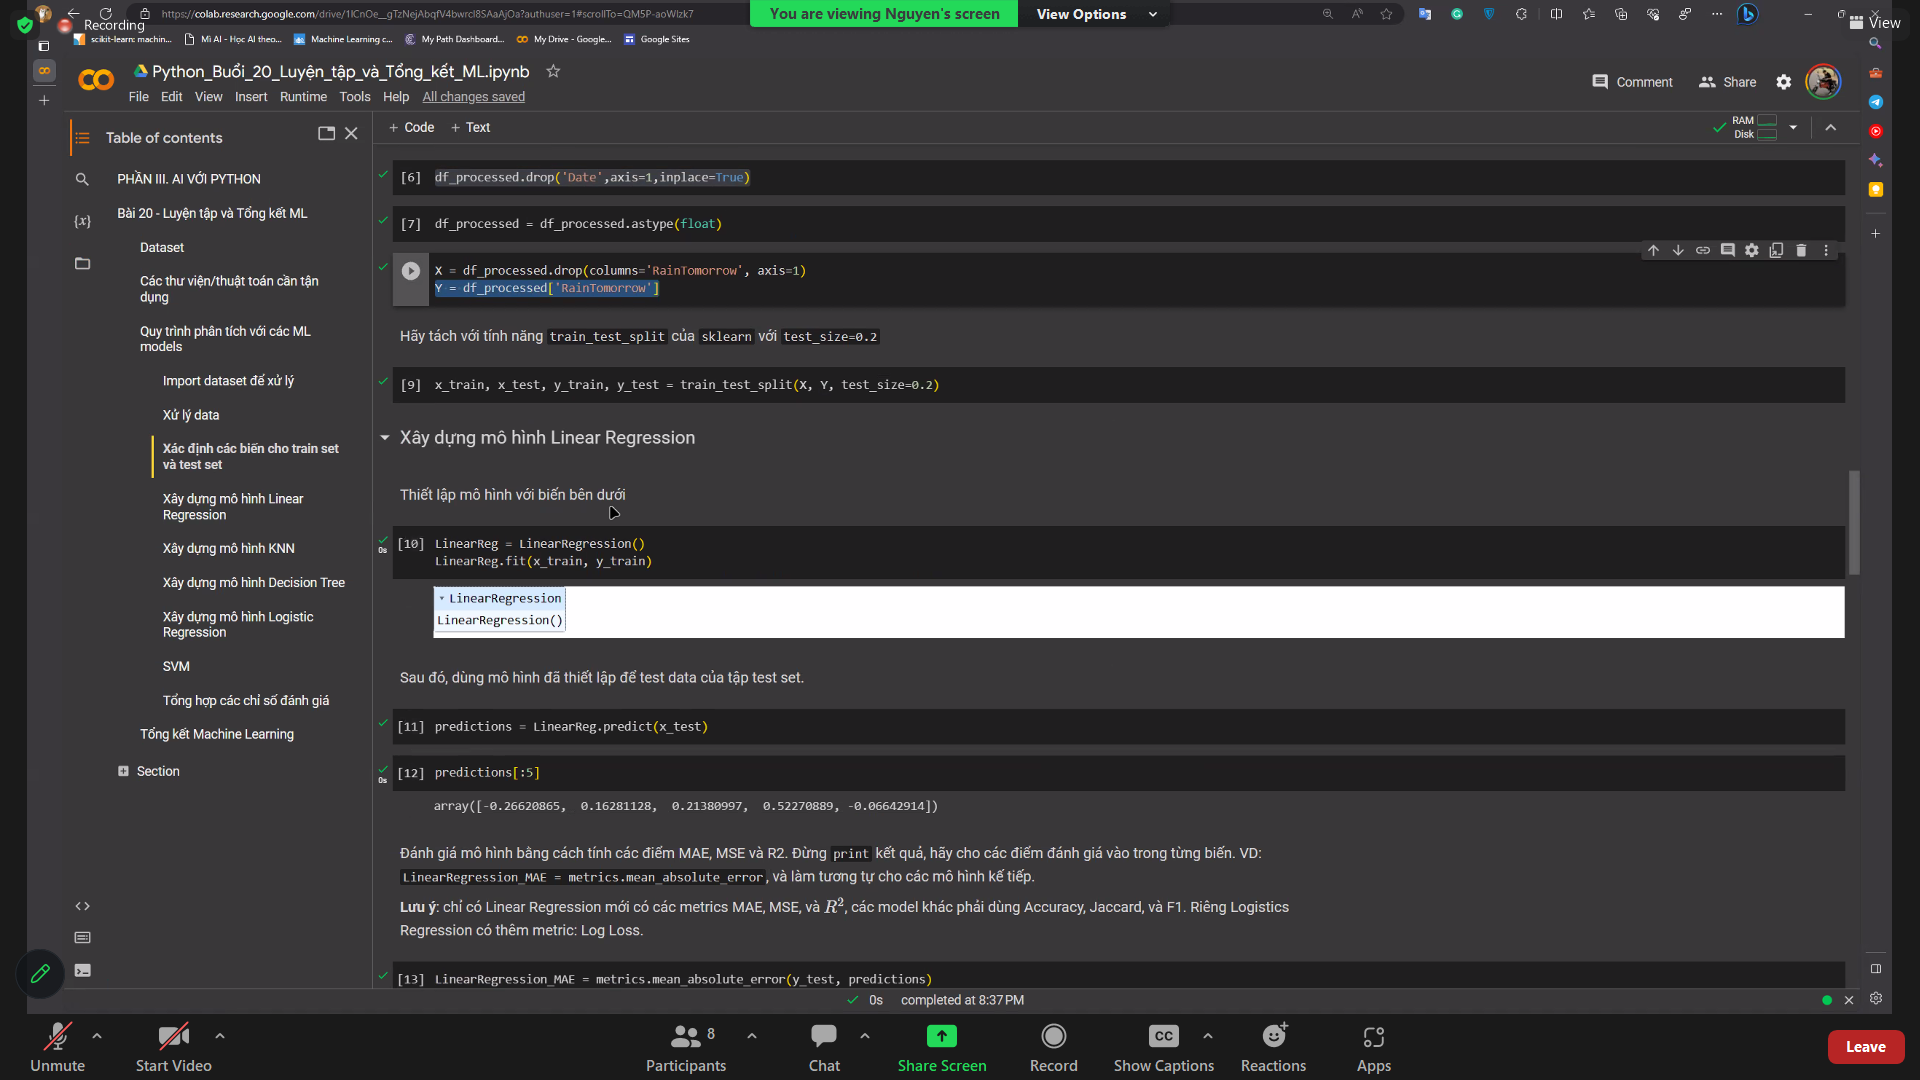 https://colab.research.google.com/drive/1lCnOe__gTzNejAbqfV4bwrcl8SAaAjOa?authuser=1#scrollTo=QM5P-aoWlzk7
You are viewing Nguyen's screen
View Options
View
Recording
scikit-learn: machin...
Mì AI - Học AI theo...
Machine Learning c...
My Path Dashboard...
My Drive - Google...
Google Sites
Python_Buổi_20_Luyện_tập_và_Tổng_kết_ML.ipynb
File Edit View Insert Runtime Tools Help All changes saved
Comment
Share
Table of contents
PHẦN III. AI VỚI PYTHON
Bài 20 - Luyện tập và Tổng kết ML
Dataset
Các thư viện/thuật toán cần tận
dụng
Quy trình phân tích với các ML
models
Import dataset để xử lý
Xử lý data
Xác định các biến cho train set
và test set
Xây dựng mô hình Linear
Regression
Xây dựng mô hình KNN
Xây dựng mô hình Decision Tree
Xây dựng mô hình Logistic
Regression
SVM
Tổng hợp các chỉ số đánh giá
Tổng kết Machine Learning
Section
+ Code + Text
RAM
Disk
[6] df_processed.drop('Date',axis=1,inplace=True)
[7] df_processed = df_processed.astype(float)
X = df_processed.drop(columns='RainTomorrow', axis=1)
Y = df_processed['RainTomorrow']
Hãy tách với tính năng train_test_split của sklearn với test_size=0.2
[9] x_train, x_test, y_train, y_test = train_test_split(X, Y, test_size=0.2)
Xây dựng mô hình Linear Regression
Thiết lập mô hình với biến bên dưới
0s
[10] LinearReg = LinearRegression()
LinearReg.fit(x_train, y_train)
LinearRegression
LinearRegression()
Sau đó, dùng mô hình đã thiết lập để test data của tập test set.
[11] predictions = LinearReg.predict(x_test)
0s
[12] predictions[:5]
array([-0.26620865, 0.16281128, 0.21380997, 0.52270889, -0.06642914])
Đánh giá mô hình bằng cách tính các điểm MAE, MSE và R2. Đừng print kết quả, hãy cho các điểm đánh giá vào trong từng biến. VD:
LinearRegression_MAE = metrics.mean_absolute_error, và làm tương tự cho các mô hình kế tiếp.
Lưu ý: chỉ có Linear Regression mới có các metrics MAE, MSE, và R², các model khác phải dùng Accuracy, Jaccard, và F1. Riêng Logistics
Regression có thêm metric: Log Loss.
[13] LinearRegression_MAE = metrics.mean_absolute_error(y_test, predictions)
0s completed at 8:37 PM
Unmute
Start Video
Participants
8
Chat
Share Screen
Record
CC
Show Captions
Reactions
Apps
Leave